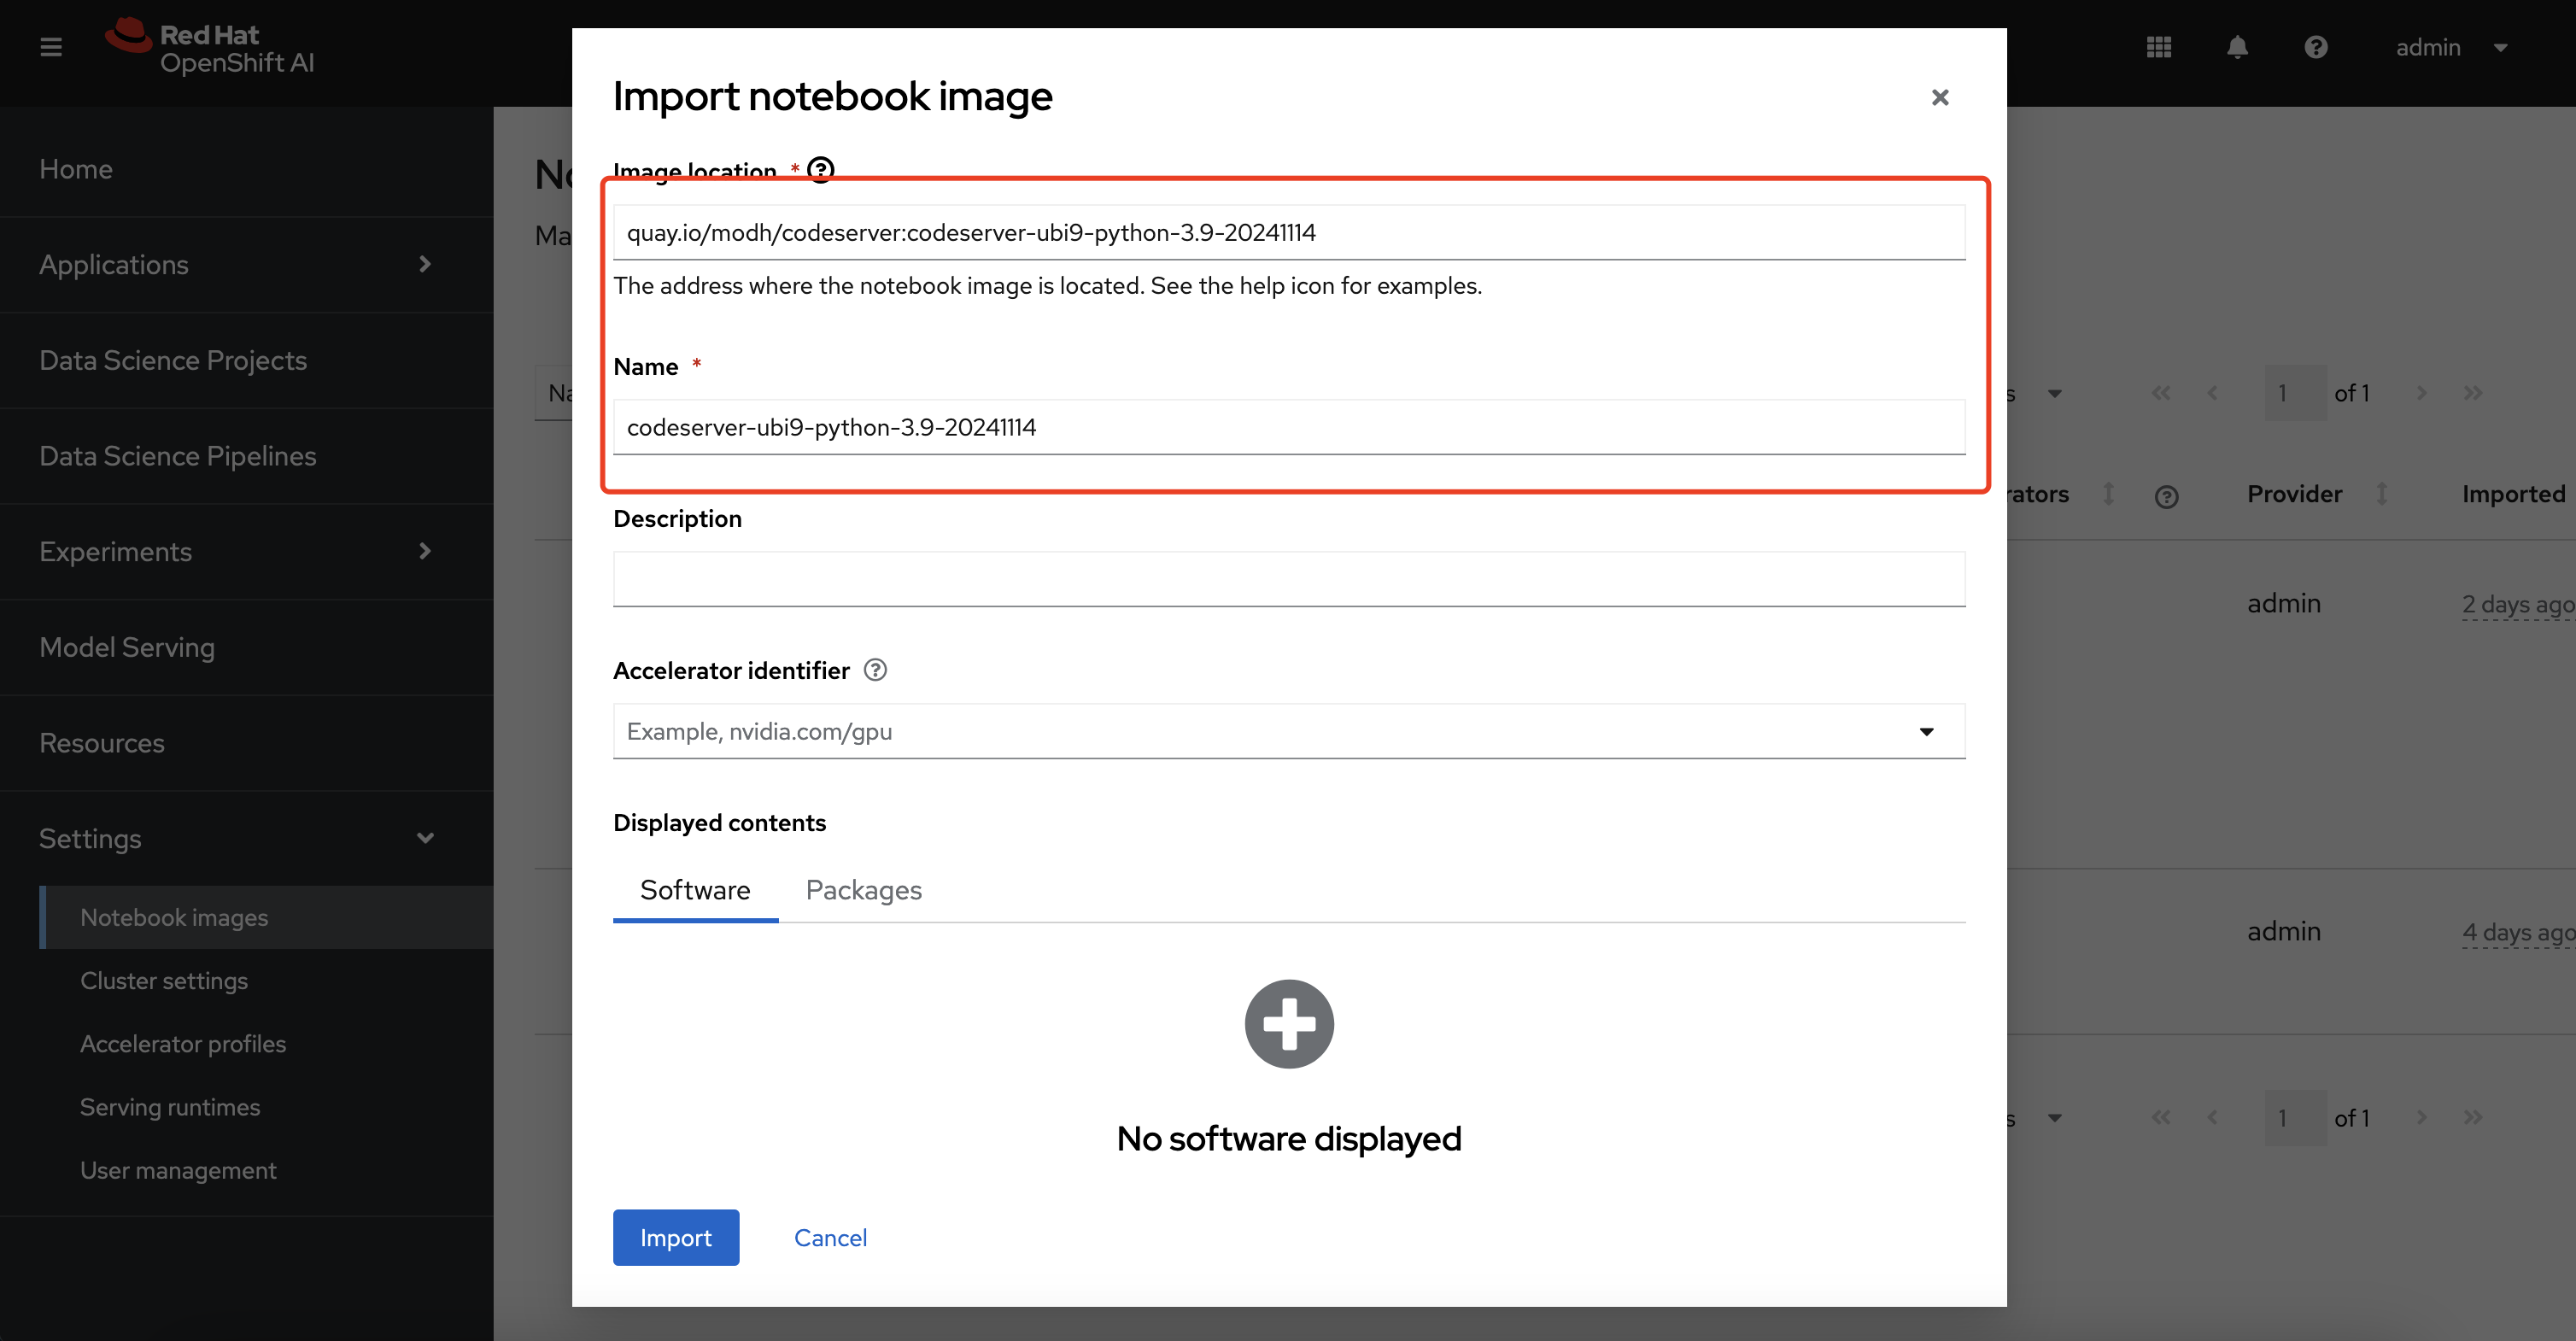 Red Hat
OpenShift AI
admin
Home
Applications
Data Science Projects
Data Science Pipelines
Experiments
Model Serving
Resources
Settings
Notebook images
Cluster settings
Accelerator profiles
Serving runtimes
User management
Import notebook image
Image location *
quay.io/modh/codeserver:codeserver-ubi9-python-3.9-20241114
The address where the notebook image is located. See the help icon for examples.
Name *
codeserver-ubi9-python-3.9-20241114
Description
Accelerator identifier
Example, nvidia.com/gpu
Displayed contents
Software Packages
No software displayed
Import Cancel
1 of 1
Provider Imported
admin 2 days ago
admin 4 days ago
1 of 1